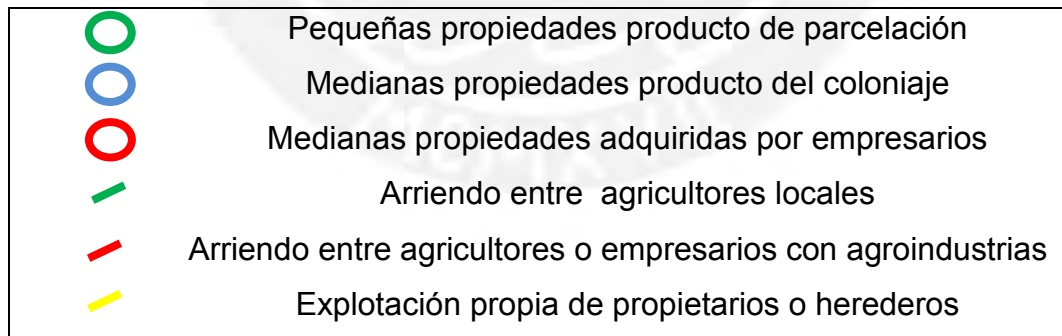 Pequeñas propiedades producto de parcelación
Medianas propiedades producto del coloniaje
Medianas propiedades adquiridas por empresarios
Arriendo entre agricultores locales
Arriendo entre agricultores o empresarios con agroindustrias
Explotación propia de propietarios o herederos